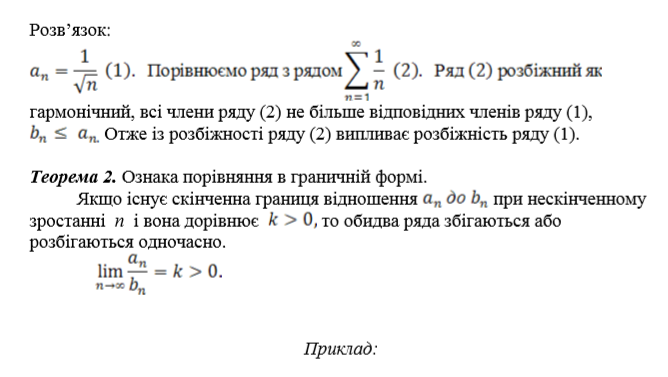 Розв’язок:
aₙ = 1/√n (1). Порівнюємо ряд з рядом ∑_{n=1}^{∞} 1/n (2). Ряд (2) розбіжний як
гармонічний, всі члени ряду (2) не більше відповідних членів ряду (1),
bₙ ≤ aₙ. Отже із розбіжності ряду (2) випливає розбіжність ряду (1).
Теорема 2. Ознака порівняння в граничній формі.
Якщо існує скінченна границя відношення aₙ до bₙ при нескінченному
зростанні n і вона дорівнює k > 0, то обидва ряда збігаються або
розбігаються одночасно.
lim_{n→∞} aₙ/bₙ = k > 0.
Приклад: